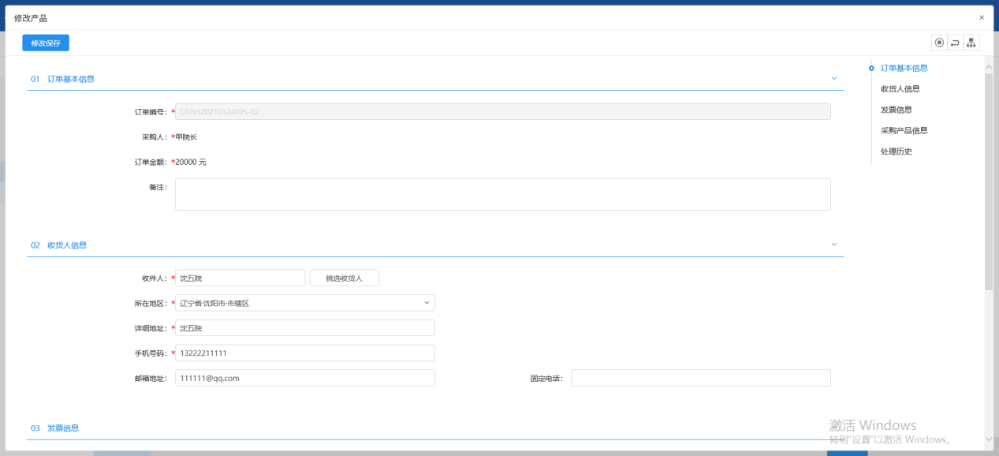 修改产品
×
修改保存
01 订单基本信息
订单编号: *CGBH20210324095-02
采购人: *甲院长
订单金额: *20000 元
备注:
02 收货人信息
收件人: *沈五院 挑选收货人
所在地区: *辽宁省·沈阳市·市辖区
详细地址: *沈五院
手机号码: *13222211111
邮箱地址: 111111@qq.com 固定电话:
03 发票信息
订单基本信息
收货人信息
发票信息
采购产品信息
处理历史
激活 Windows
转到"设置"以激活 Windows。